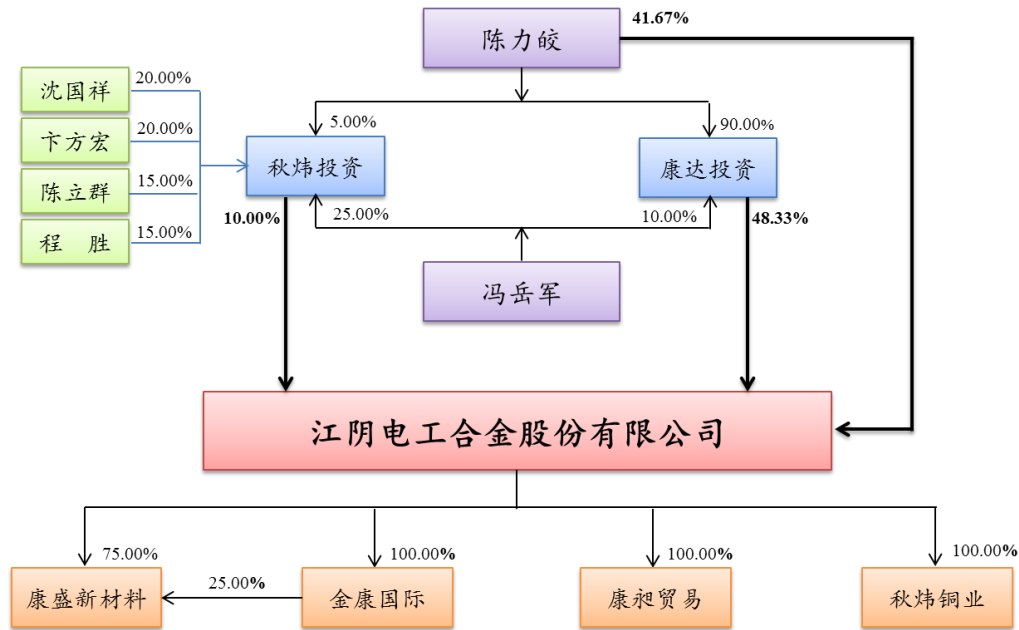 41.67%
陈力皎
沈国祥
20.00%
卞方宏
20.00%
陈立群
15.00%
程 胜
15.00%
5.00%
90.00%
秋炜投资
康达投资
10.00%
25.00%
10.00%
48.33%
冯岳军
江阴电工合金股份有限公司
75.00%
100.00%
100.00%
100.00%
25.00%
康盛新材料
金康国际
康昶贸易
秋炜铜业